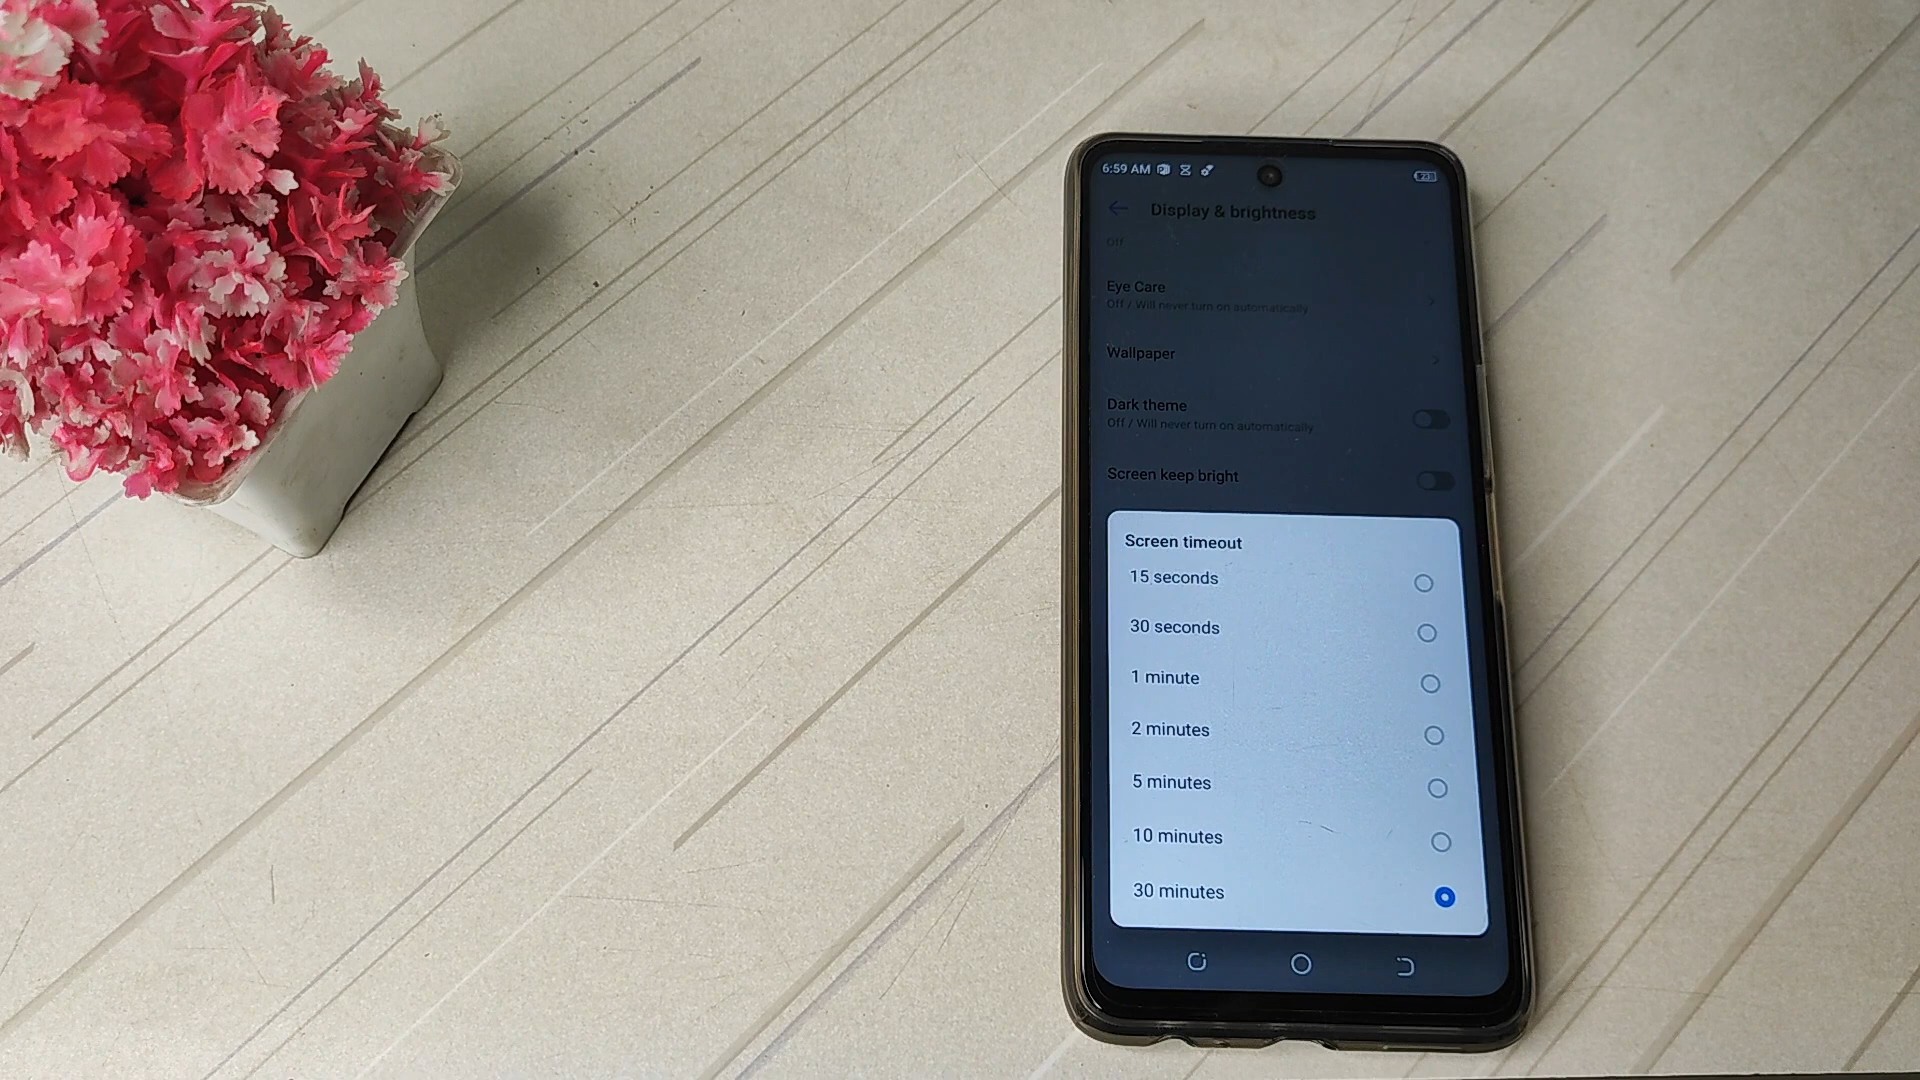 6:59 AM
23
Display & brightness
Off
Eye Care
Off / Will never turn on automatically
Wallpaper
Dark theme
Off / Will never turn on automatically
Screen keep bright
Screen timeout
15 seconds
30 seconds
1 minute
2 minutes
5 minutes
10 minutes
30 minutes